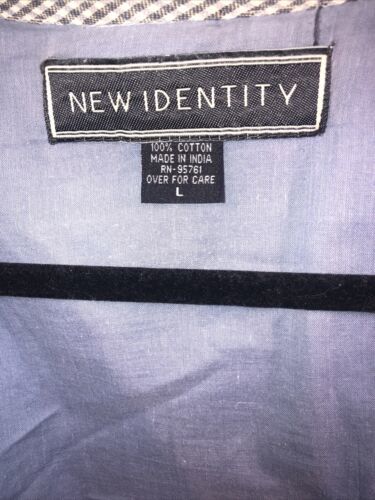 NEW IDENTITY
100% COTTON
MADE IN INDIA
RN-95761
OVER FOR CARE
L